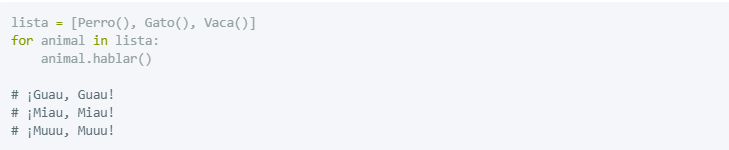 lista = [Perro(), Gato(), Vaca()]
for animal in lista:
    animal.hablar()
# ¡Guau, Guau!
# ¡Miau, Miau!
# ¡Muuu, Muuu!